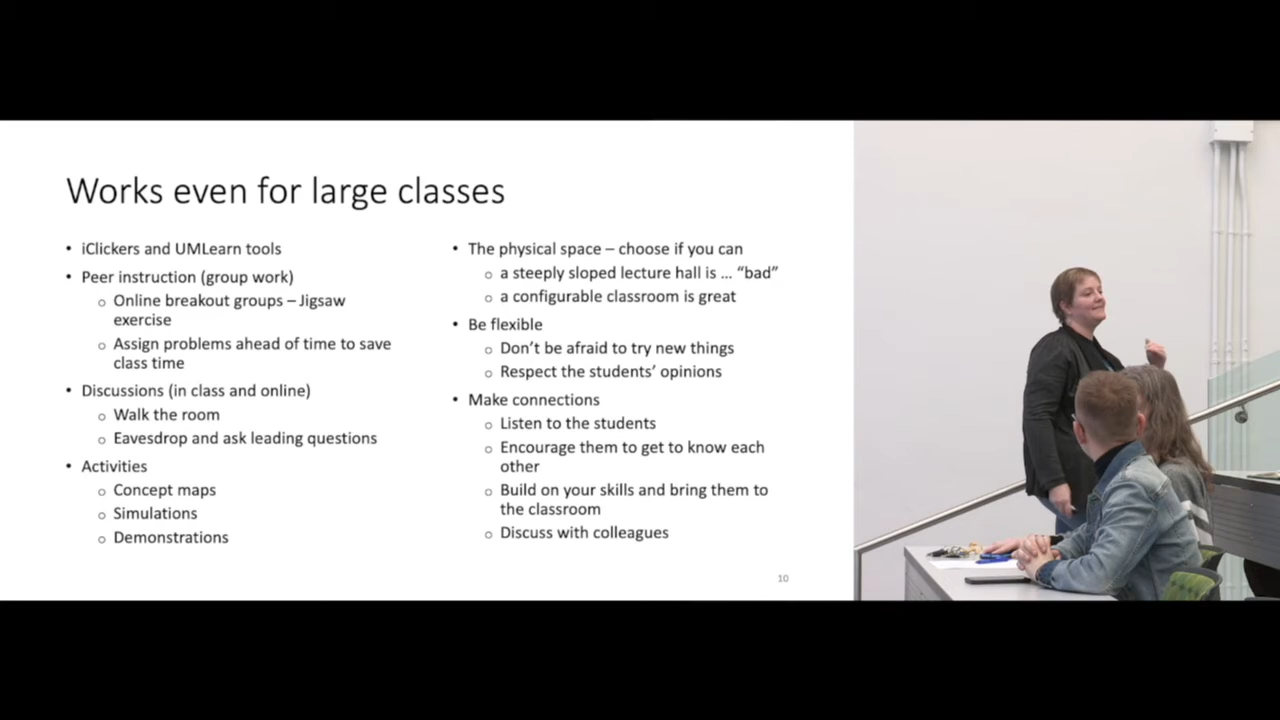 Works even for large classes
• iClickers and UMLearn tools
• Peer instruction (group work)
o Online breakout groups – Jigsaw
exercise
o Assign problems ahead of time to save
class time
• Discussions (in class and online)
o Walk the room
o Eavesdrop and ask leading questions
• Activities
o Concept maps
o Simulations
o Demonstrations
• The physical space – choose if you can
o a steeply sloped lecture hall is ... “bad”
o a configurable classroom is great
• Be flexible
o Don’t be afraid to try new things
o Respect the students’ opinions
• Make connections
o Listen to the students
o Encourage them to get to know each
other
o Build on your skills and bring them to
the classroom
o Discuss with colleagues
10